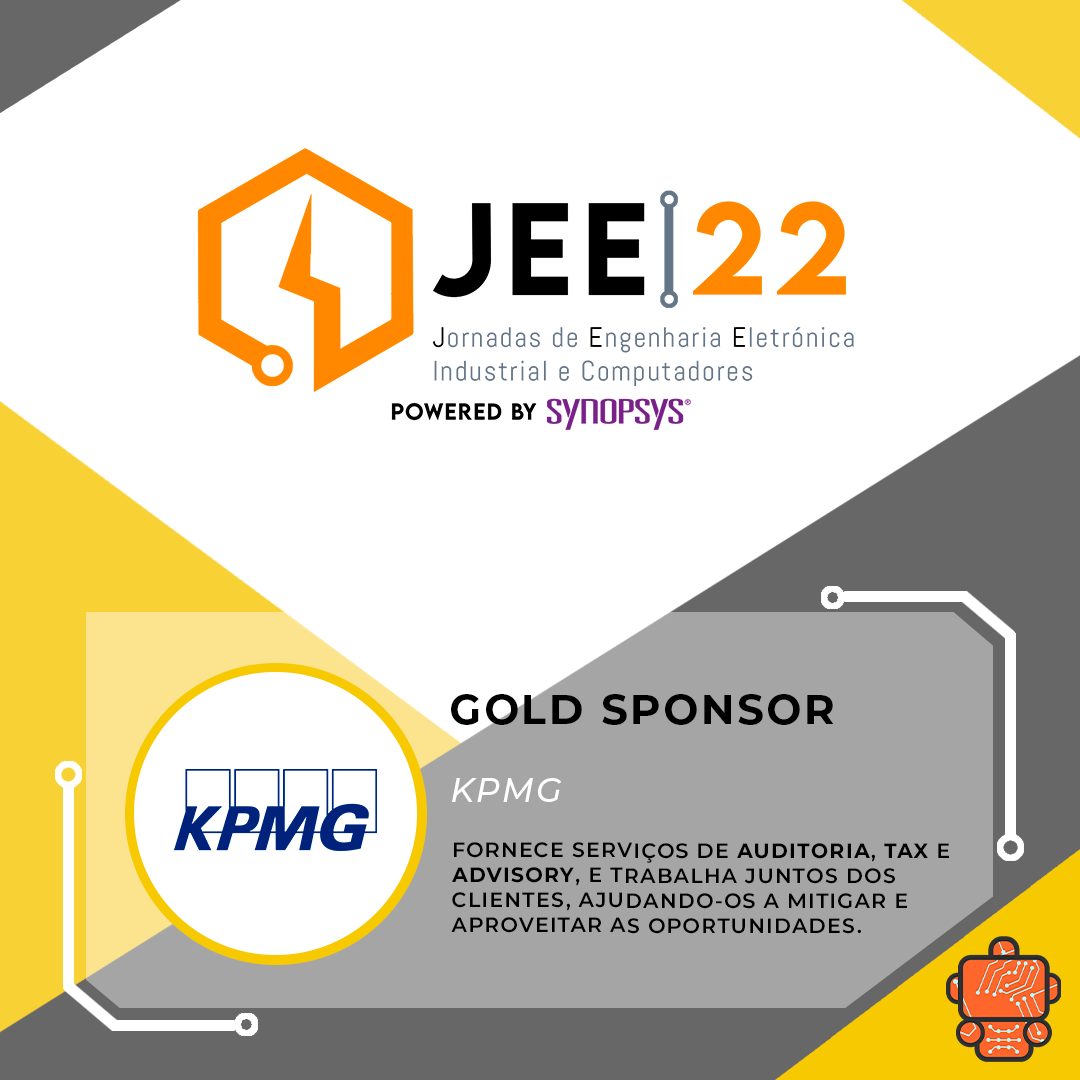 JEE 22
Jornadas de Engenharia Eletrónica
Industrial e Computadores
POWERED BY SYNOPSYS®
GOLD SPONSOR
KPMG
KPMG
FORNECE SERVIÇOS DE AUDITORIA, TAX E
ADVISORY, E TRABALHA JUNTOS DOS
CLIENTES, AJUDANDO-OS A MITIGAR E
APROVEITAR AS OPORTUNIDADES.